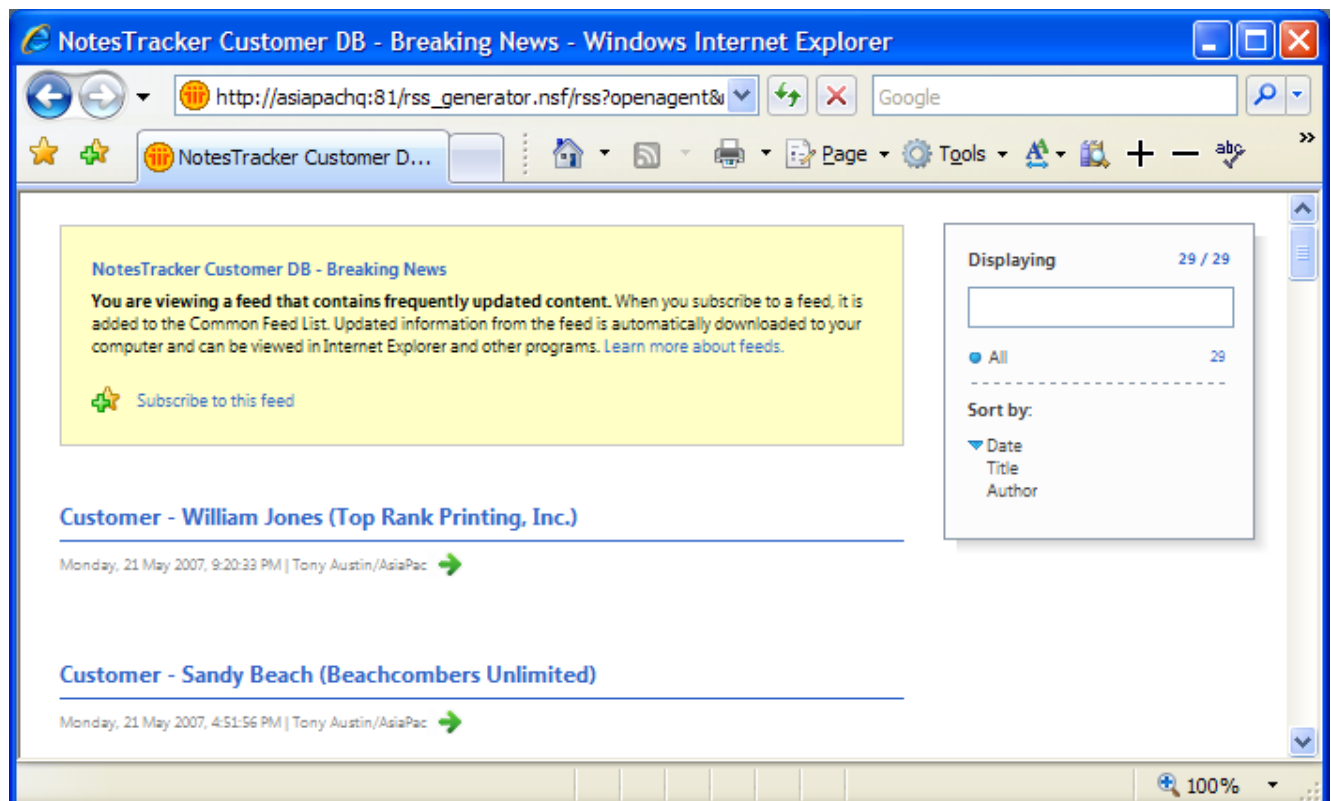 NotesTracker Customer DB - Breaking News - Windows Internet Explorer
http://asiapachq:81/rss_generator.nsf/rss?openagent&
Google
NotesTracker Customer D...
Page
Tools
abc
NotesTracker Customer DB - Breaking News
You are viewing a feed that contains frequently updated content. When you subscribe to a feed, it is
added to the Common Feed List. Updated information from the feed is automatically downloaded to your
computer and can be viewed in Internet Explorer and other programs. Learn more about feeds.
Subscribe to this feed
Displaying 29 / 29
All 29
Sort by:
Date
Title
Author
Customer - William Jones (Top Rank Printing, Inc.)
Monday, 21 May 2007, 9:20:33 PM | Tony Austin/AsiaPac
Customer - Sandy Beach (Beachcombers Unlimited)
Monday, 21 May 2007, 4:51:56 PM | Tony Austin/AsiaPac
100%